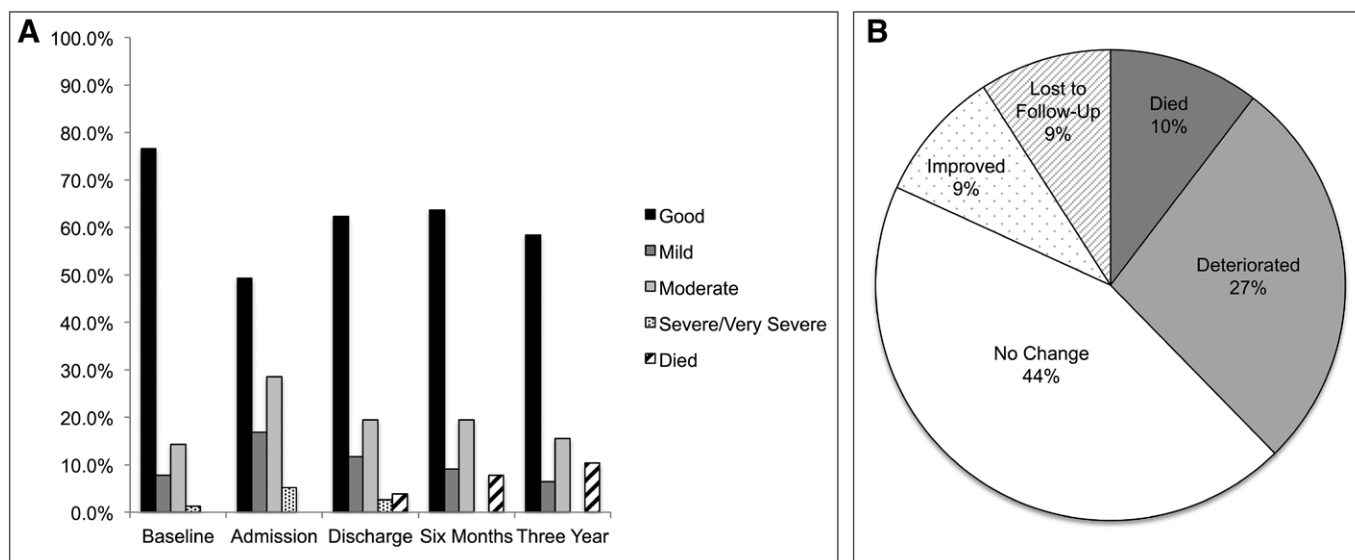 A
100.0%
90.0%
80.0%
70.0%
60.0%
50.0%
40.0%
30.0%
20.0%
10.0%
0.0%
Baseline Admission Discharge Six Months Three Year
Good
Mild
Moderate
Severe/Very Severe
Died
B
Lost to
Follow-Up
9%
Died
10%
Improved
9%
Deteriorated
27%
No Change
44%